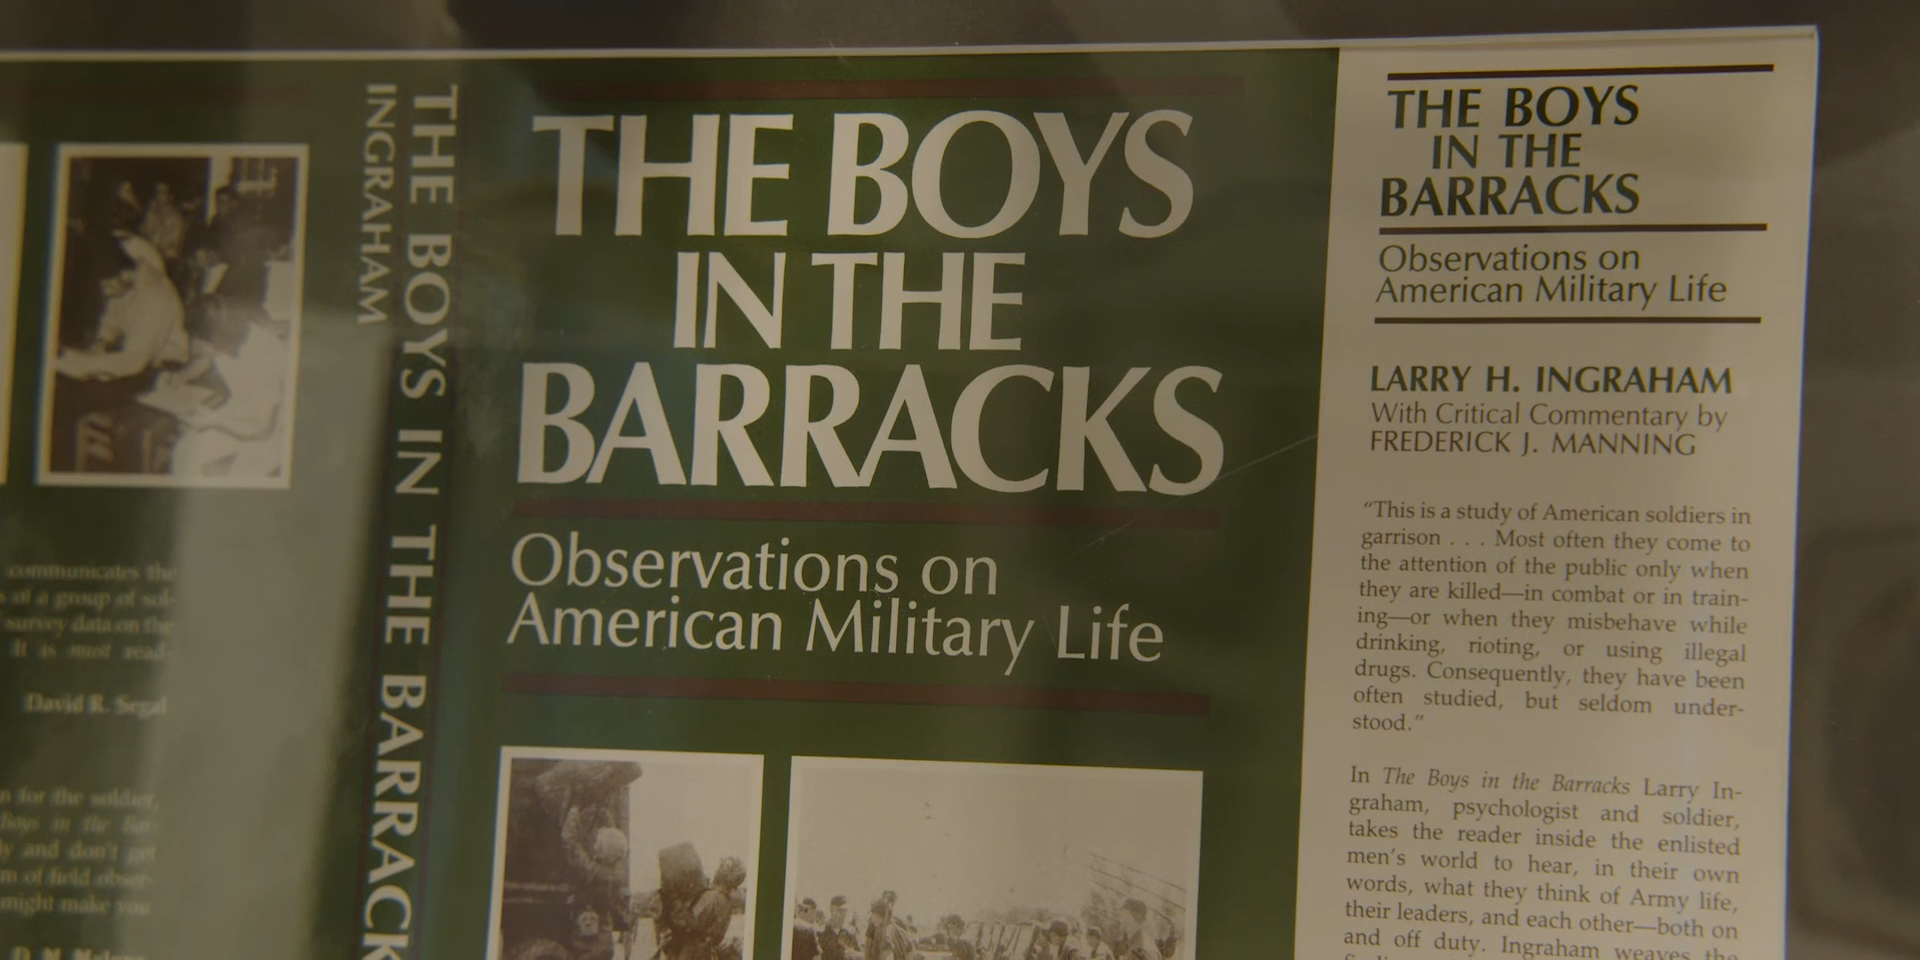 communicates the
of a group of sol-
survey data on the
It is must read-
David R. Segal
for the soldier,
Boys in the Bar-
and don't get
of field obser-
might make you
THE BOYS IN THE BARRACK
INGRAHAM
THE BOYS
IN THE
BARRACKS
Observations on
American Military Life
THE BOYS
IN THE
BARRACKS
Observations on
American Military Life
LARRY H. INGRAHAM
With Critical Commentary by
FREDERICK J. MANNING
“This is a study of American soldiers in
garrison . . . Most often they come to
the attention of the public only when
they are killed—in combat or in train-
ing—or when they misbehave while
drinking, rioting, or using illegal
drugs. Consequently, they have been
often studied, but seldom under-
stood.”
In The Boys in the Barracks Larry In-
graham, psychologist and soldier,
takes the reader inside the enlisted
men's world to hear, in their own
words, what they think of Army life,
their leaders, and each other—both on
and off duty. Ingraham weaves the